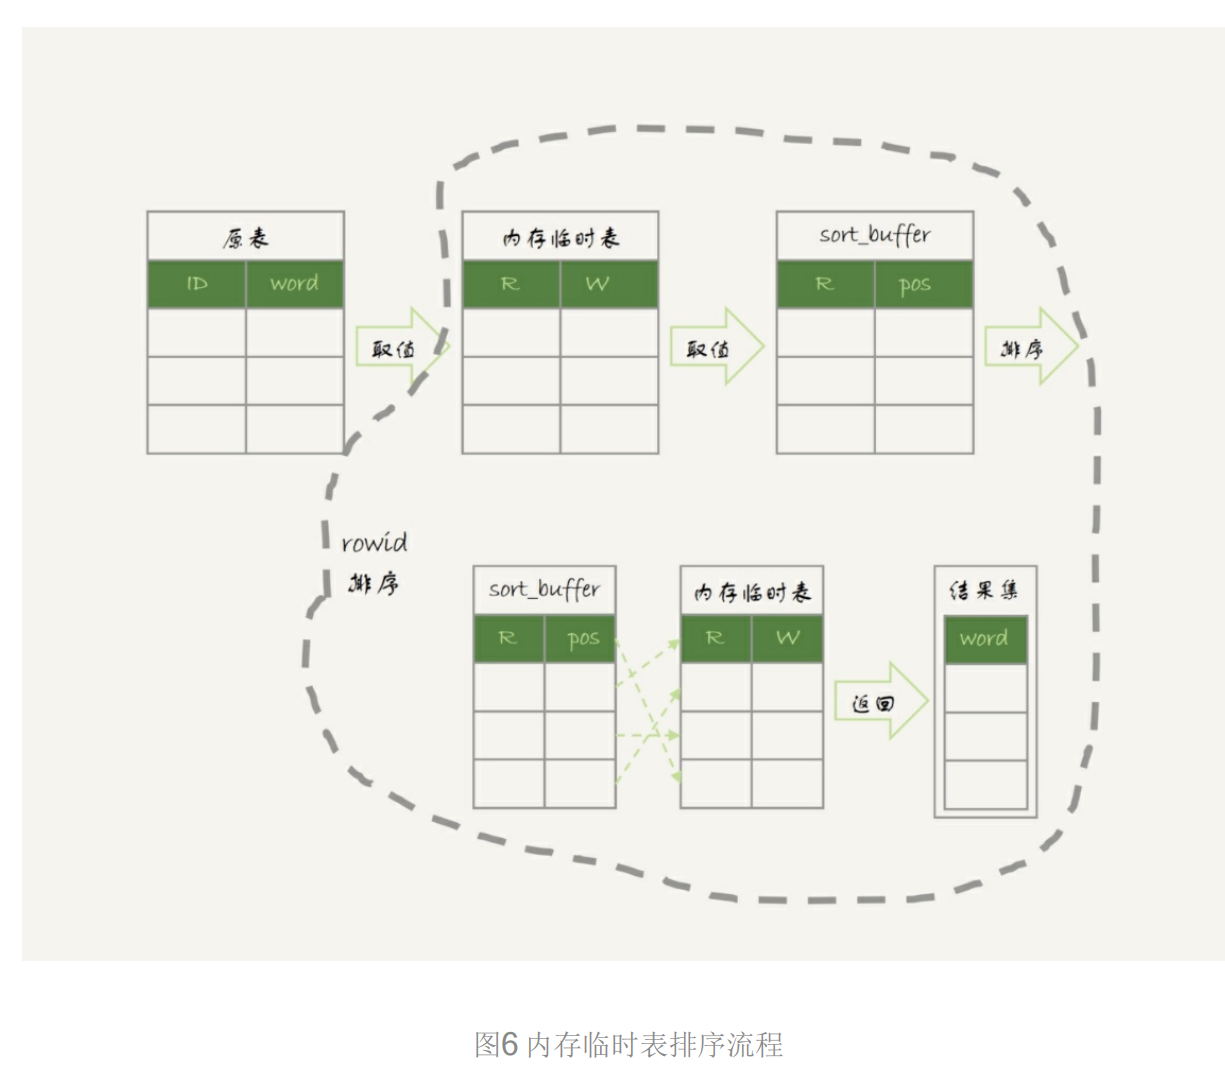 原表
ID word
取值
内存临时表
R W
取值
sort_buffer
R pos
排序
rowid
排序
sort_buffer
R pos
内存临时表
R W
返回
结果集
word
图6 内存临时表排序流程